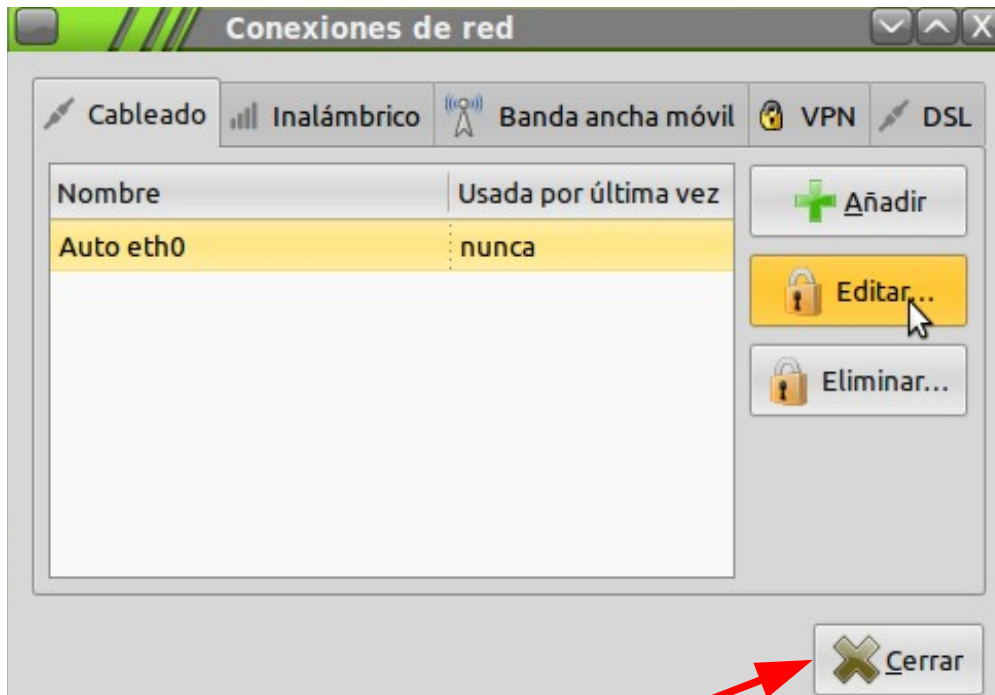 Conexiones de red
Cableado Inalámbrico Banda ancha móvil VPN DSL
Nombre Usada por última vez
Auto eth0 nunca
Añadir
Editar...
Eliminar...
Cerrar